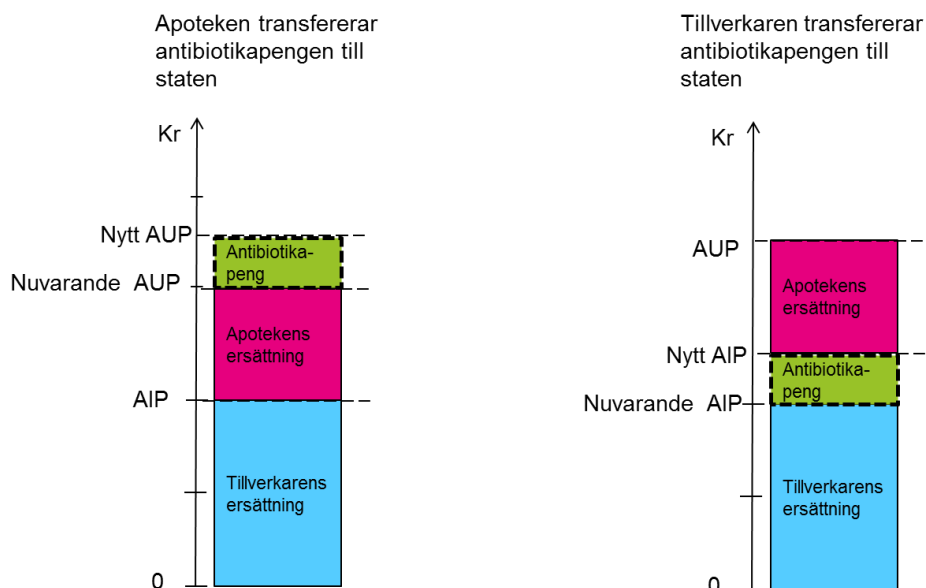 Apoteken transfererar
antibiotikapengen till
staten
Kr
Nytt AUP
Antibiotika-
peng
Nuvarande AUP
Apotekens
ersättning
AIP
Tillverkarens
ersättning
0
Tillverkaren transfererar
antibiotikapengen till
staten
Kr
AUP
Apotekens
ersättning
Nytt AIP
Antibiotika-
peng
Nuvarande AIP
Tillverkarens
ersättning
0